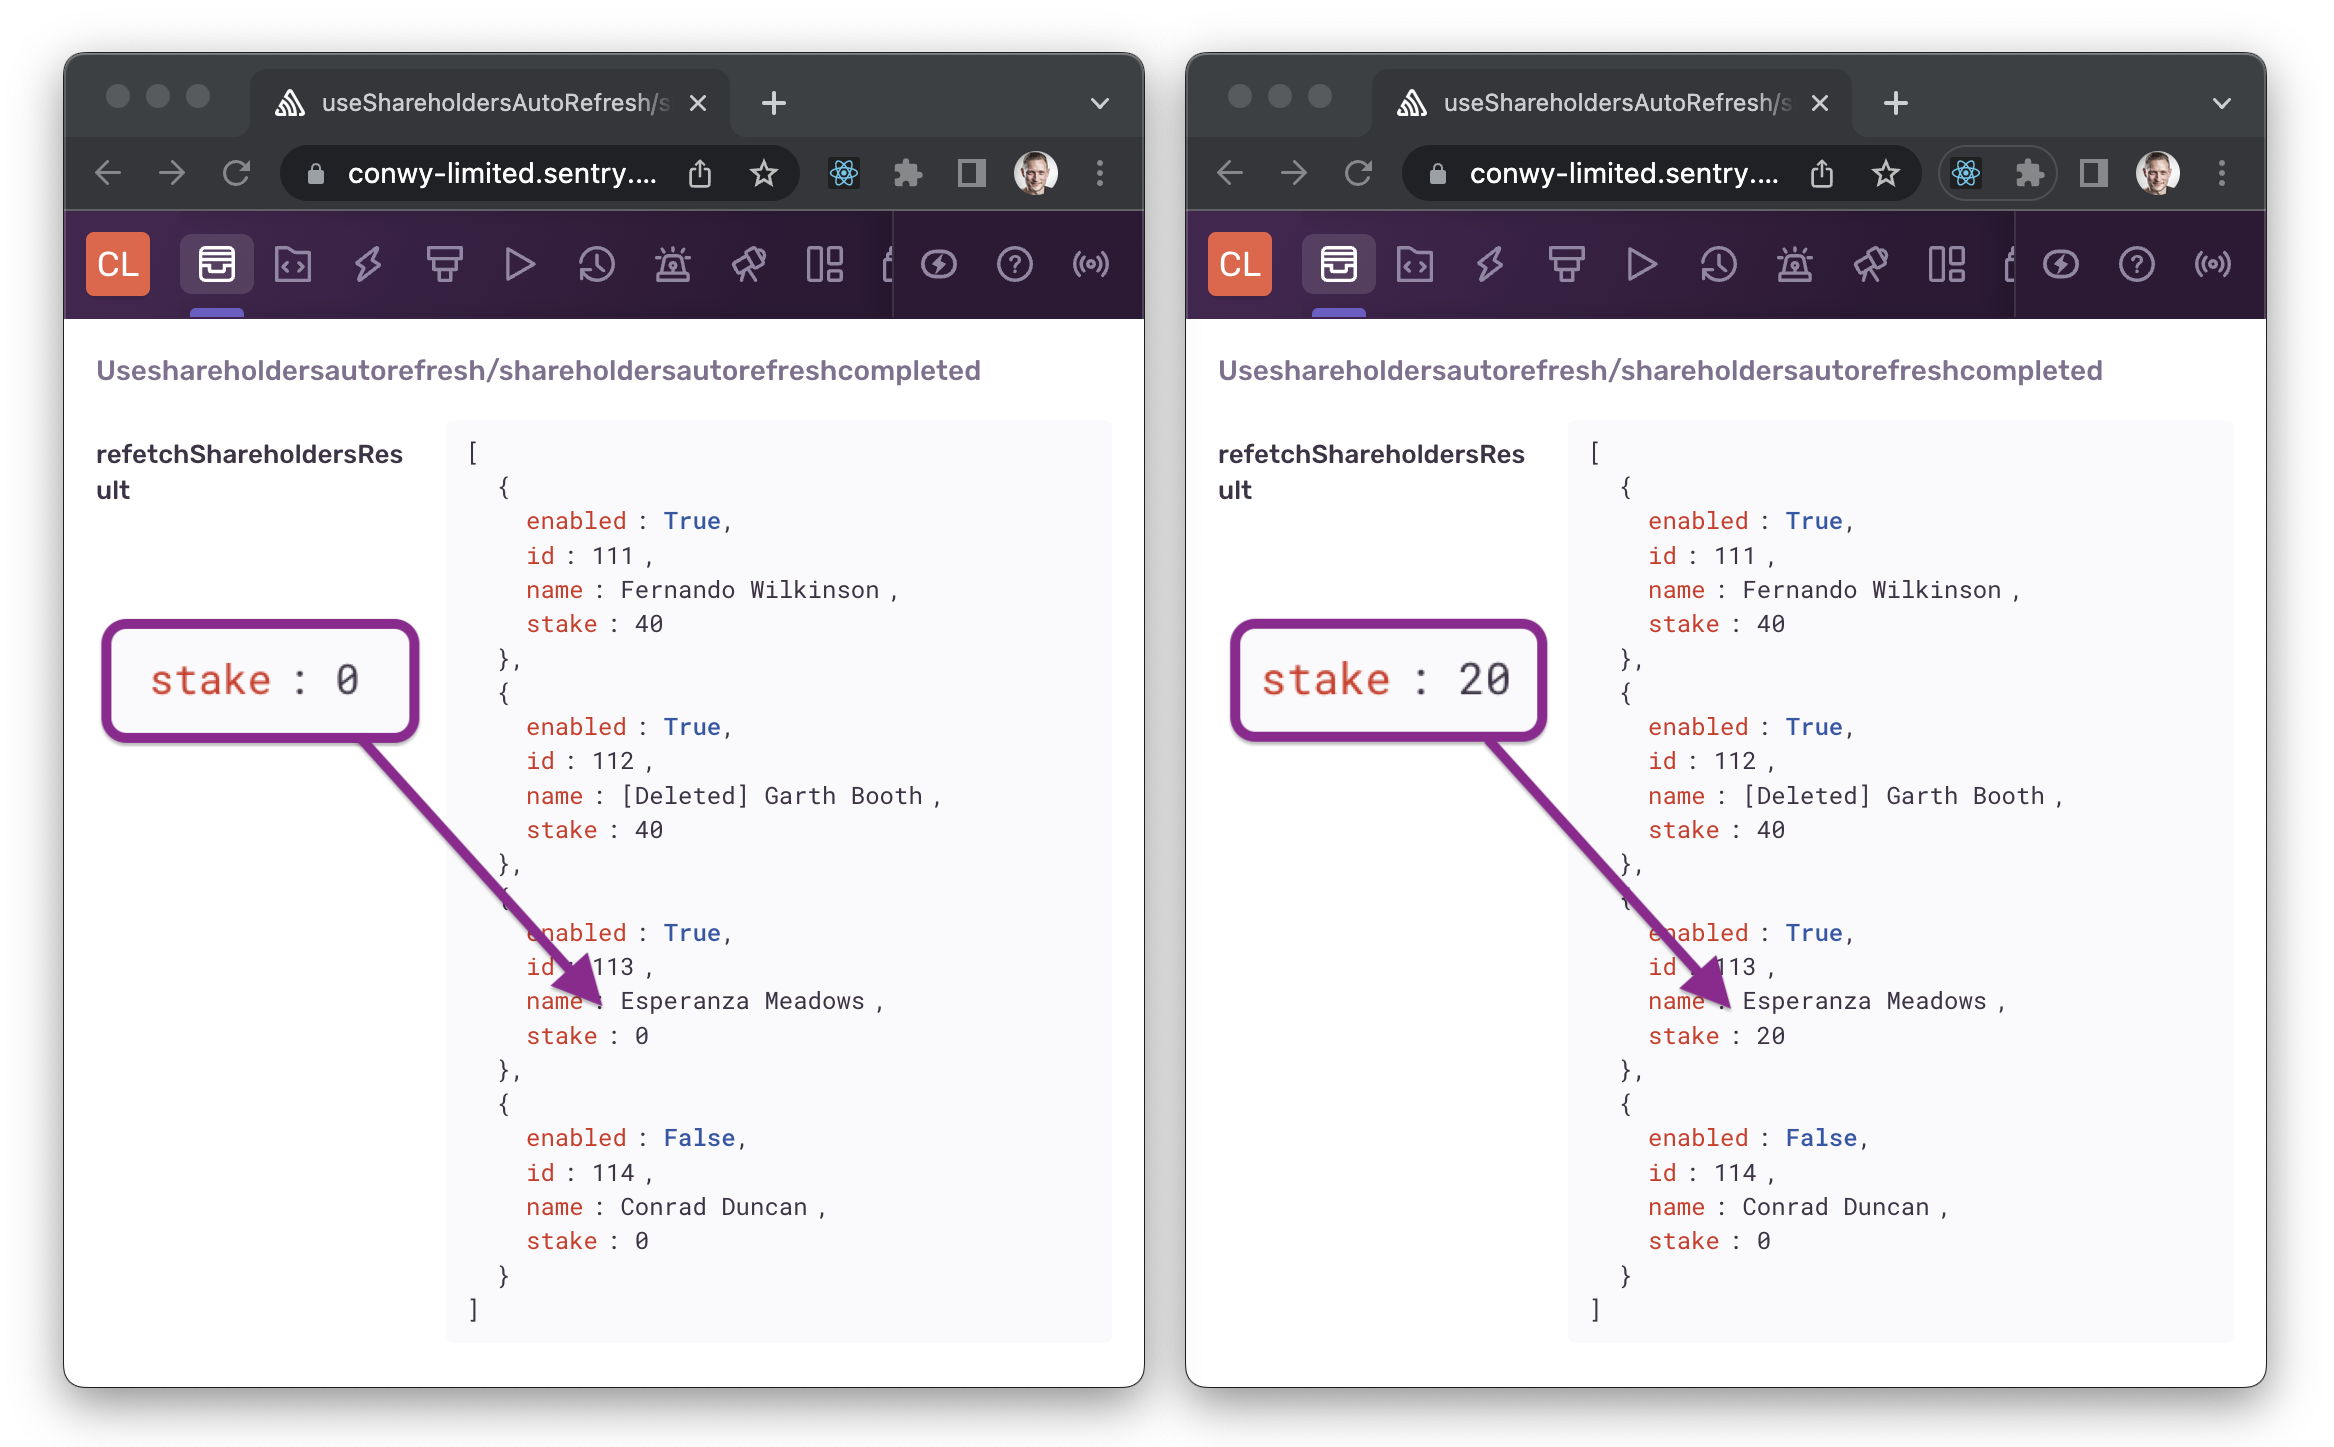 useShareholdersAutoRefresh/s
conwy-limited.sentry....
CL
Useshareholdersautorefresh/shareholdersautorefreshcompleted
refetchShareholdersRes
ult
[
{
enabled : True,
id : 111 ,
name : Fernando Wilkinson ,
stake : 40
},
{
enabled : True,
id : 112 ,
name : [Deleted] Garth Booth ,
stake : 40
},
{
enabled : True,
id : 113 ,
name : Esperanza Meadows ,
stake : 0
},
{
enabled : False,
id : 114 ,
name : Conrad Duncan ,
stake : 0
}
]
stake : 0
useShareholdersAutoRefresh/s
conwy-limited.sentry....
CL
Useshareholdersautorefresh/shareholdersautorefreshcompleted
refetchShareholdersRes
ult
[
{
enabled : True,
id : 111 ,
name : Fernando Wilkinson ,
stake : 40
},
{
enabled : True,
id : 112 ,
name : [Deleted] Garth Booth ,
stake : 40
},
{
enabled : True,
id : 113 ,
name : Esperanza Meadows ,
stake : 20
},
{
enabled : False,
id : 114 ,
name : Conrad Duncan ,
stake : 0
}
]
stake : 20